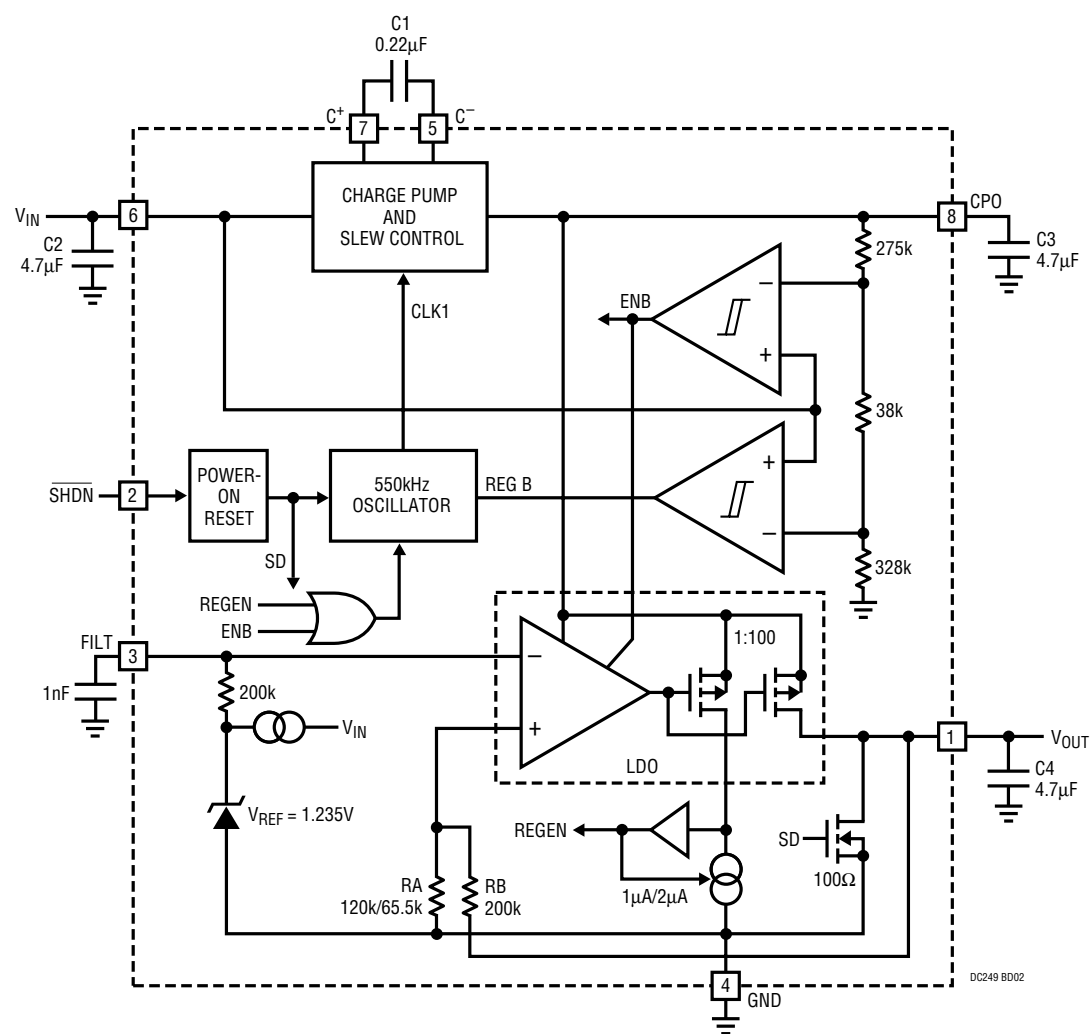 C1
0.22µF
C+
7
5
C−
VIN
6
CHARGE PUMP
AND
SLEW CONTROL
8
CPO
C2
4.7µF
275k
C3
4.7µF
ENB
−
CLK1
+
38k
SHDN
2
POWER-
ON
RESET
550kHz
OSCILLATOR
REG B
+
−
SD
328k
REGEN
ENB
1:100
FILT
3
−
1nF
200k
VIN
+
1
VOUT
LDO
C4
4.7µF
VREF = 1.235V
REGEN
SD
100Ω
RA
120k/65.5k
RB
200k
1µA/2µA
4
GND
DC249 BD02